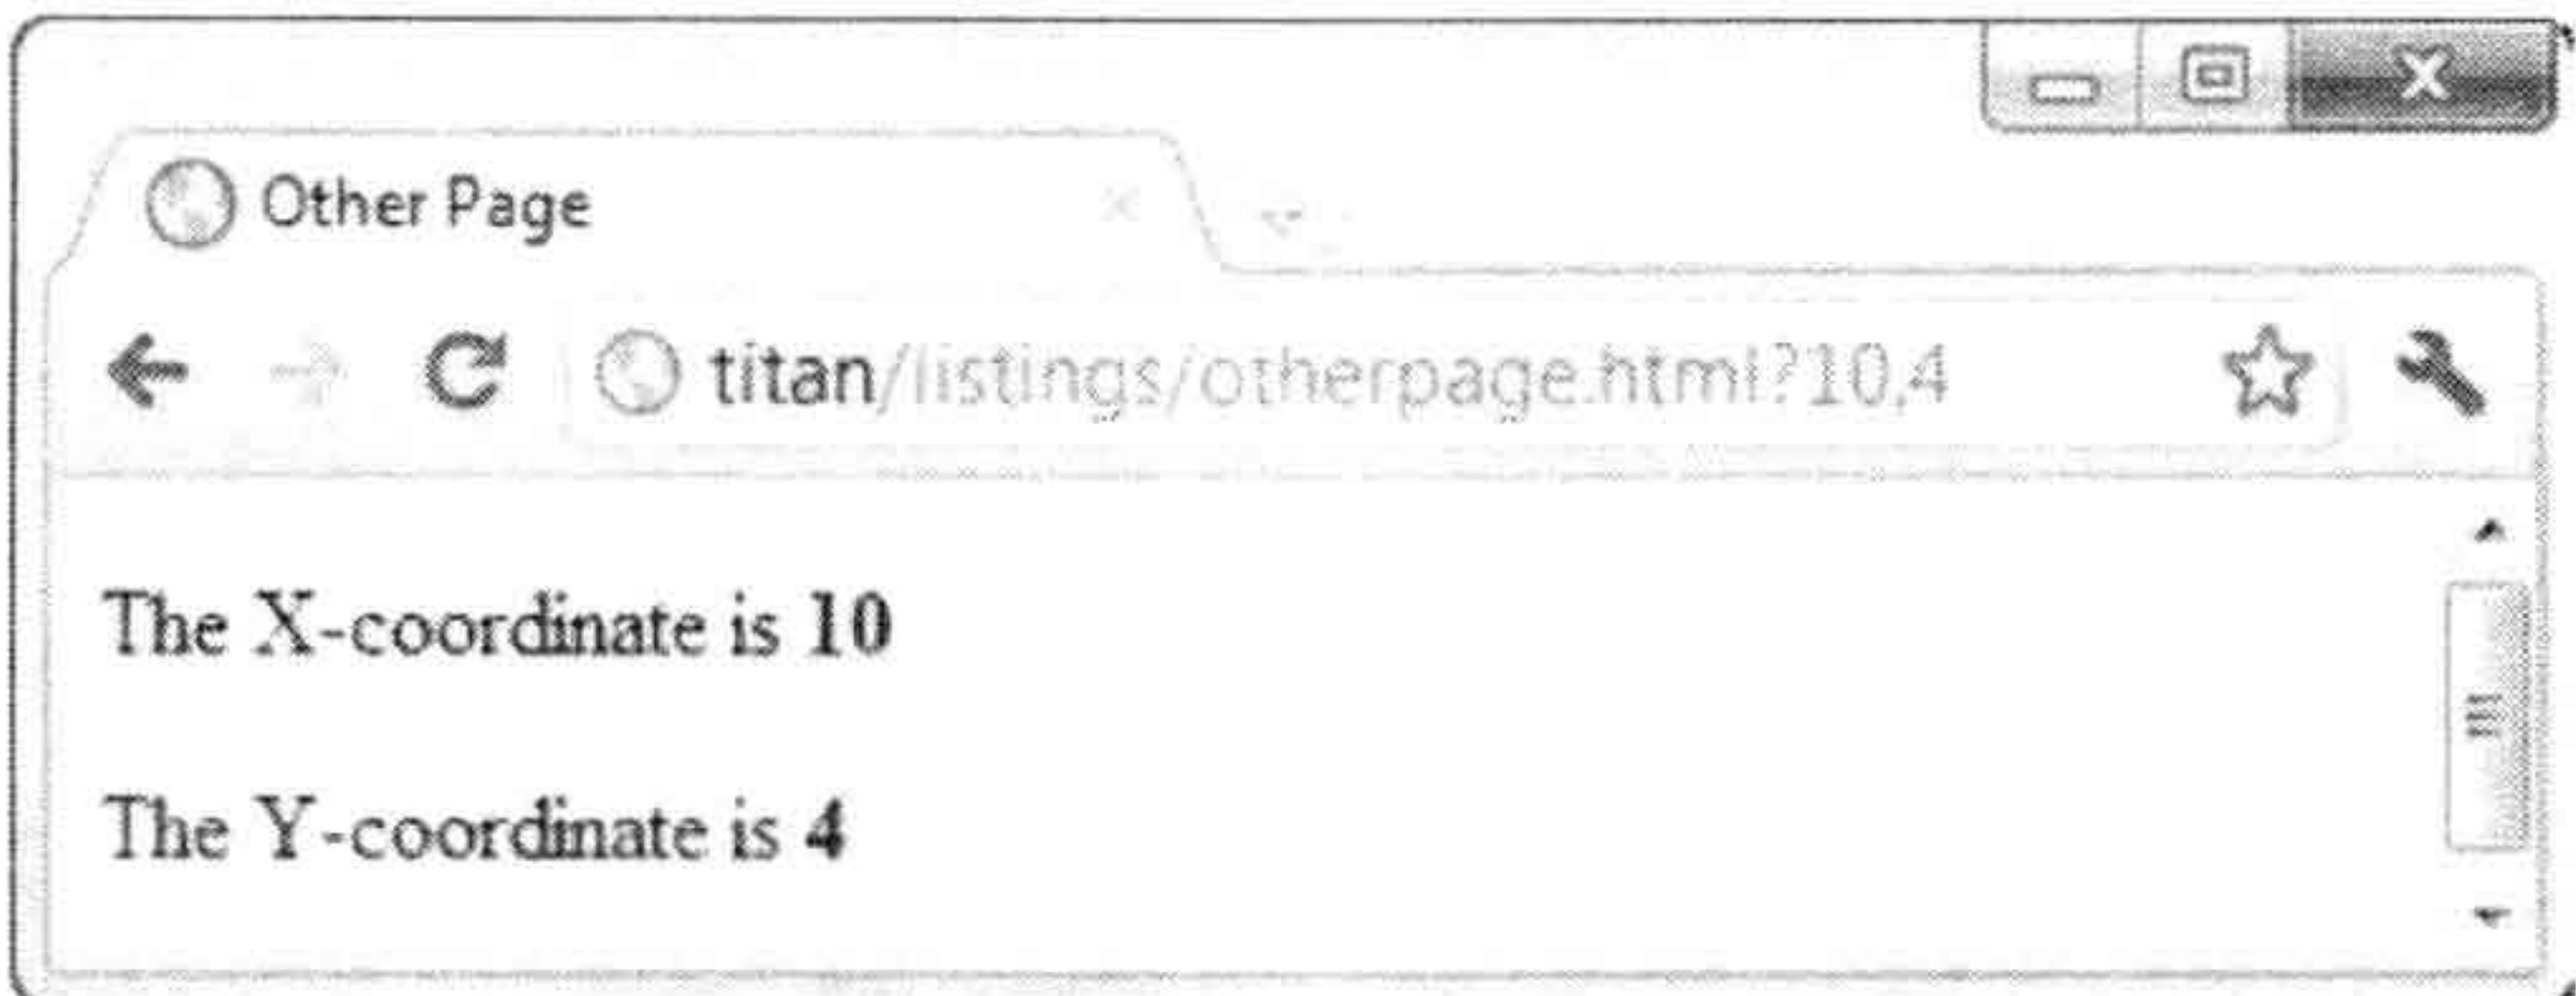 Other Page
titan/listings/otherpage.html?10,4
The X-coordinate is 10
The Y-coordinate is 4